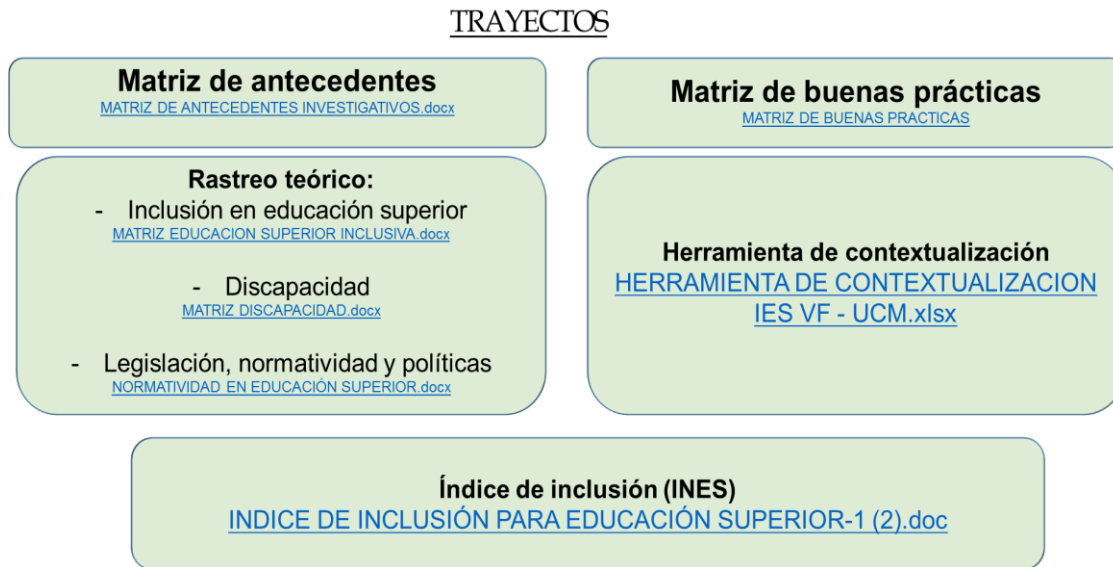 TRAYECTOS
Matriz de antecedentes
MATRIZ DE ANTECEDENTES INVESTIGATIVOS.docx
Matriz de buenas prácticas
MATRIZ DE BUENAS PRACTICAS
Rastreo teórico:
- Inclusión en educación superior
MATRIZ EDUCACION SUPERIOR INCLUSIVA.docx
- Discapacidad
MATRIZ DISCAPACIDAD.docx
- Legislación, normatividad y políticas
NORMATIVIDAD EN EDUCACIÓN SUPERIOR.docx
Herramienta de contextualización
HERRAMIENTA DE CONTEXTUALIZACION
IES VF - UCM.xlsx
Índice de inclusión (INES)
INDICE DE INCLUSIÓN PARA EDUCACIÓN SUPERIOR-1 (2).doc